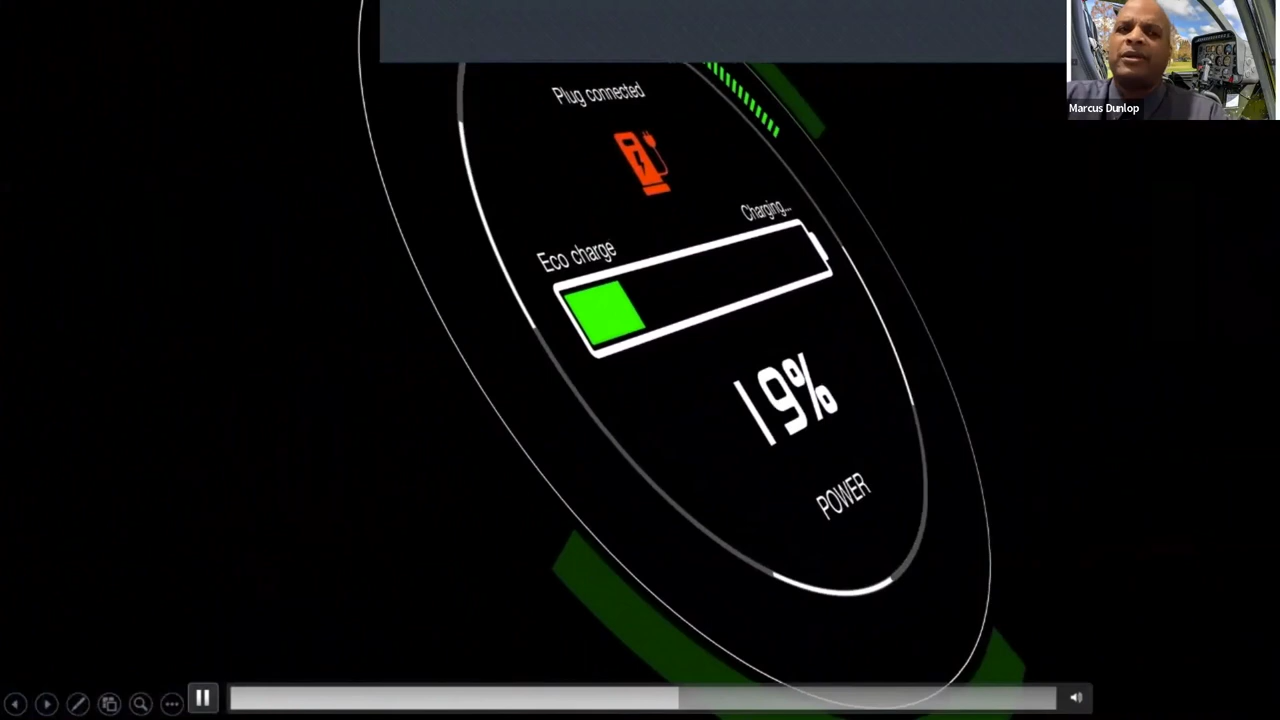 Plug connected
Charging...
Eco charge
19%
POWER
Marcus Dunlop